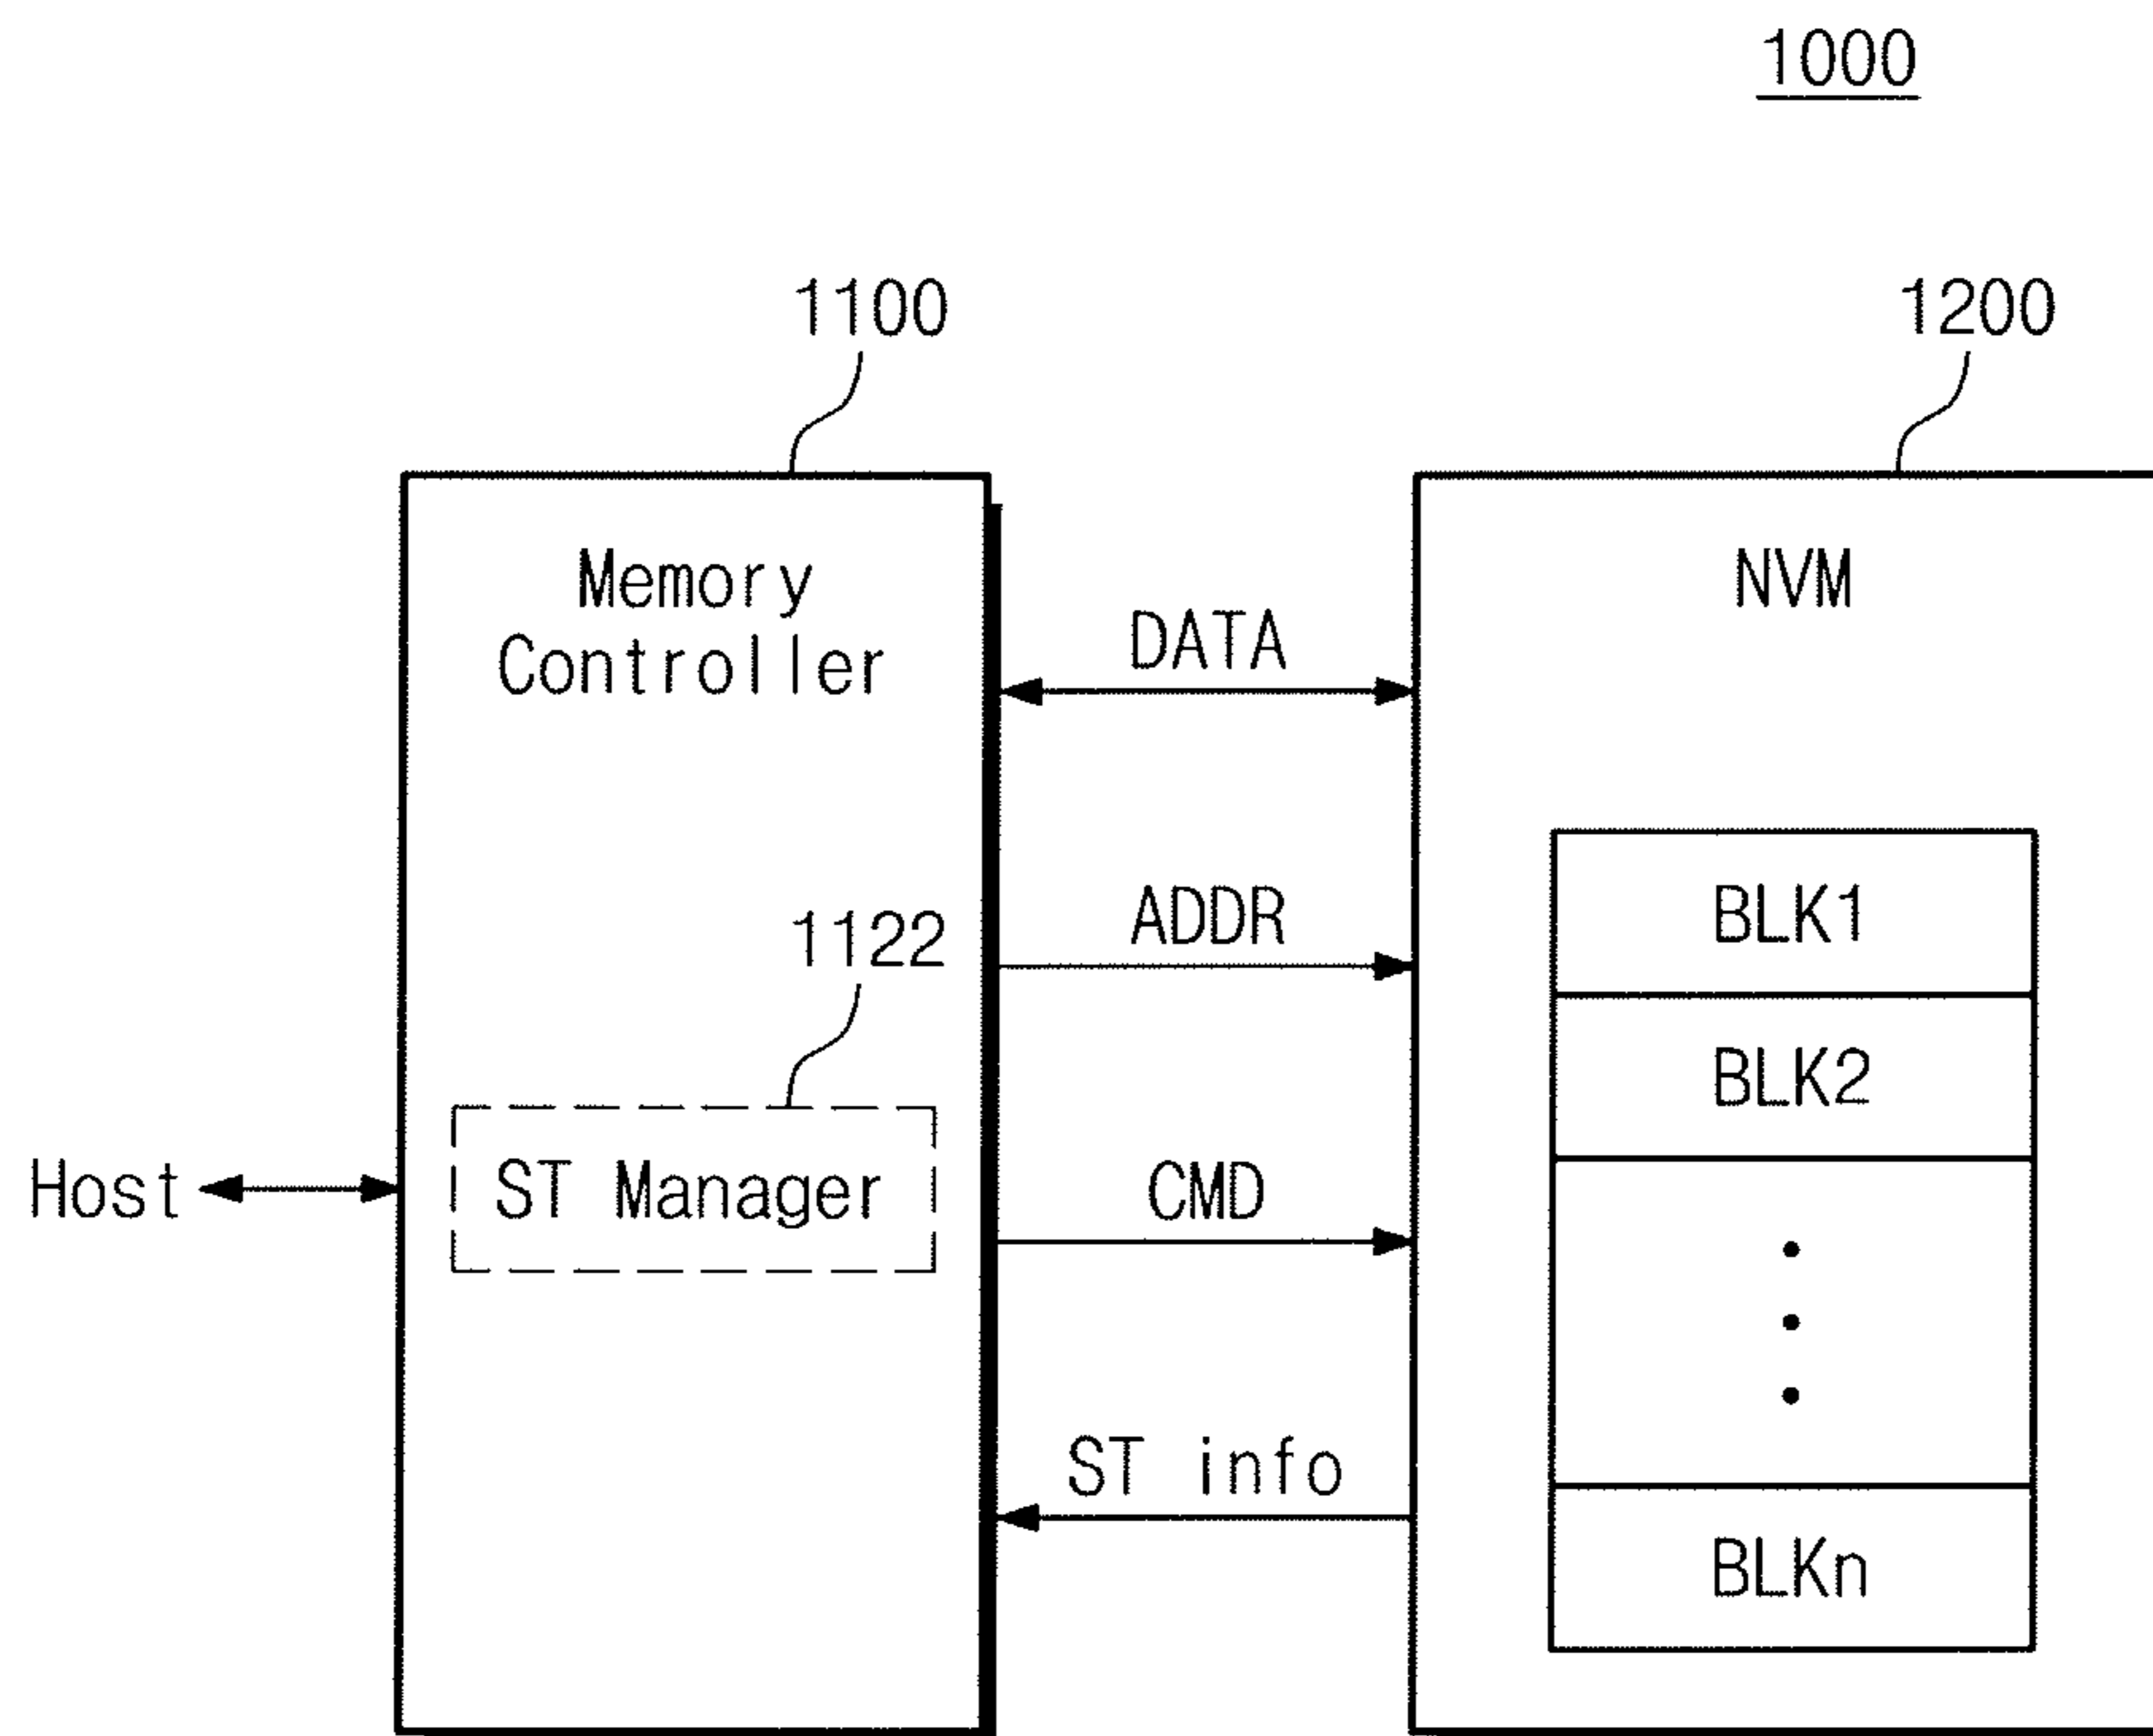 1000
1100
1200
Memory
Controller
NVM
DATA
BLK1
ADDR
1122
BLK2
Host
ST Manager
CMD
ST info
BLKn